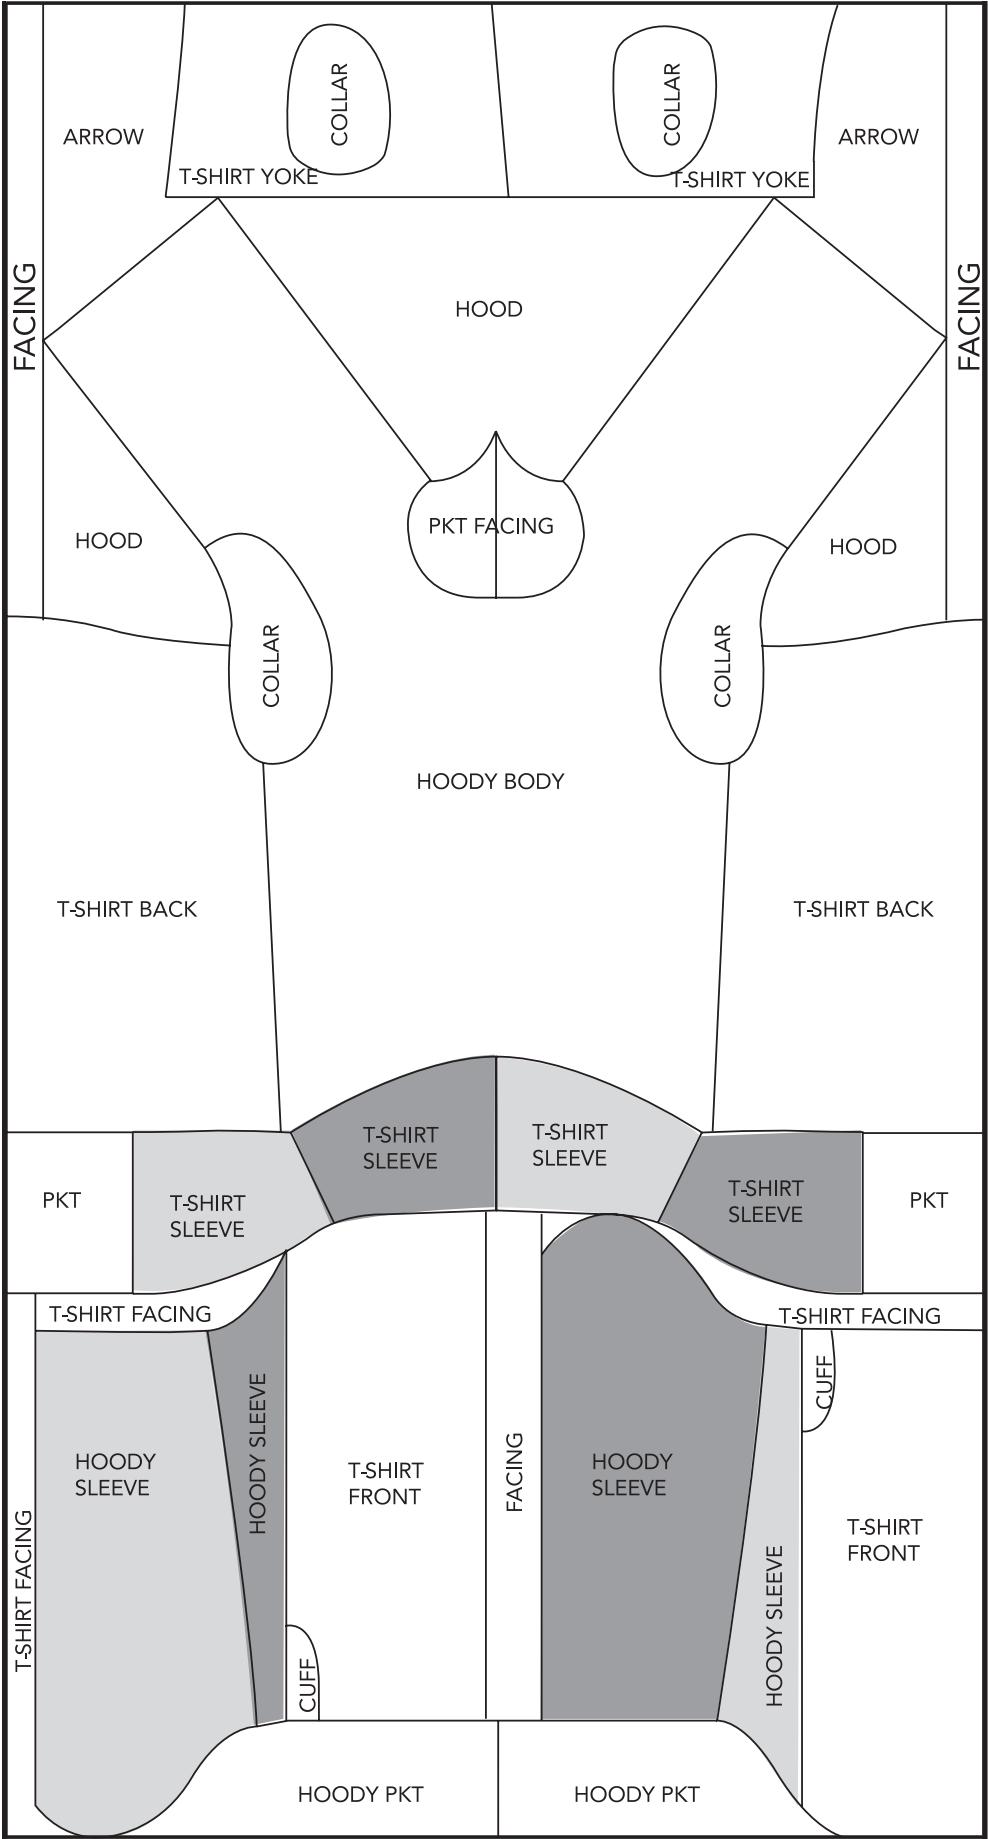 COLLAR
COLLAR
ARROW
ARROW
T-SHIRT YOKE
T-SHIRT YOKE
FACING
FACING
HOOD
PKT FACING
HOOD
HOOD
COLLAR
COLLAR
HOODY BODY
T-SHIRT BACK
T-SHIRT BACK
T-SHIRT
SLEEVE
T-SHIRT
SLEEVE
PKT
T-SHIRT
SLEEVE
T-SHIRT
SLEEVE
PKT
T-SHIRT FACING
T-SHIRT FACING
CUFF
HOODY
SLEEVE
HOODY SLEEVE
T-SHIRT
FRONT
FACING
HOODY
SLEEVE
T-SHIRT
FRONT
T-SHIRT FACING
HOODY SLEEVE
CUFF
HOODY PKT
HOODY PKT